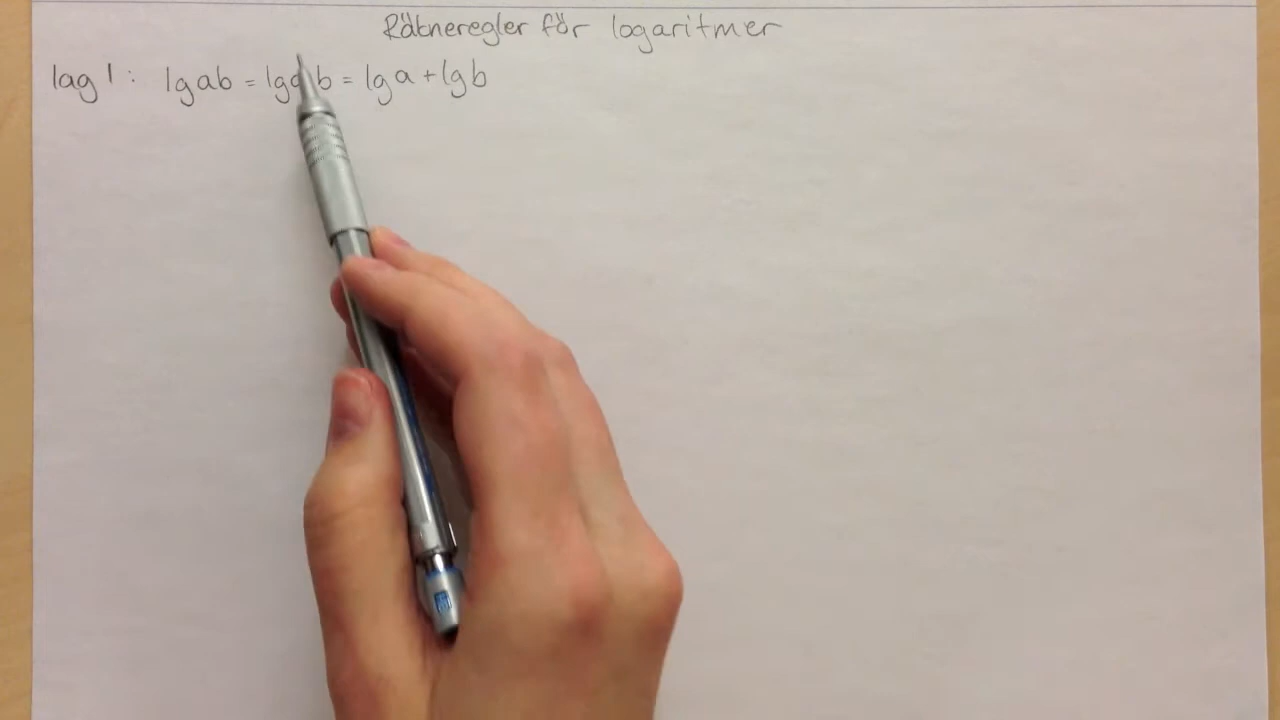 Räkneregler för logaritmer
lag 1: lg ab = lg a b = lg a + lg b